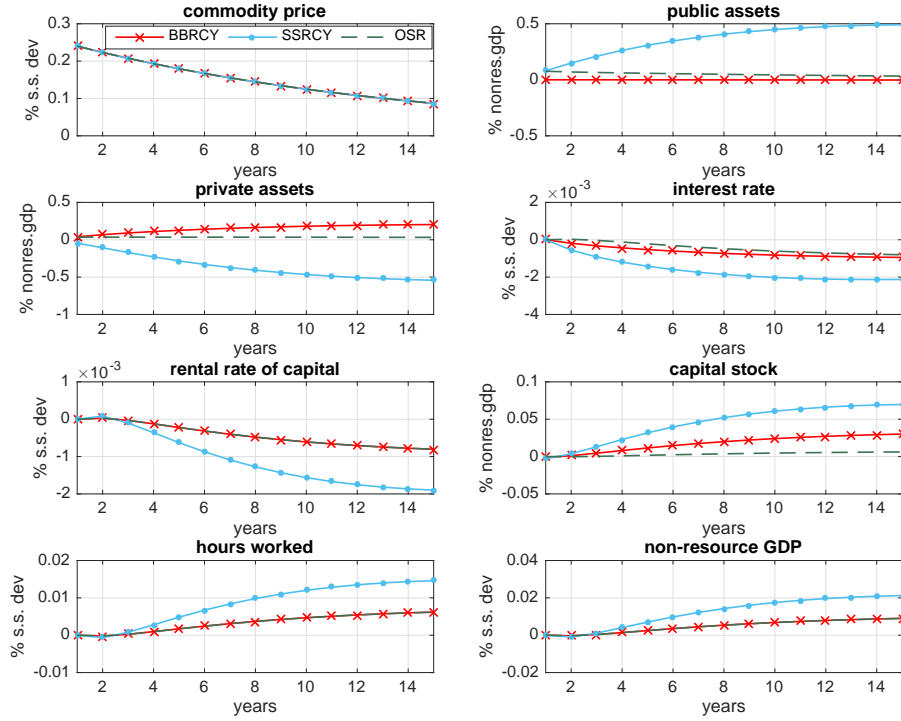 commodity price
0.3
0.2
0.1
0
% s.s. dev
BBRCY SSRCY OSR
2 4 6 8 10 12 14
years
public assets
0.5
0
-0.5
% nonres.gdp
2 4 6 8 10 12 14
years
private assets
0.5
0
-0.5
-1
% nonres.gdp
2 4 6 8 10 12 14
years
interest rate
×10⁻³
2
0
-2
-4
% s.s. dev
2 4 6 8 10 12 14
years
rental rate of capital
×10⁻³
1
0
-1
-2
% s.s. dev
2 4 6 8 10 12 14
years
capital stock
0.1
0.05
0
-0.05
% nonres.gdp
2 4 6 8 10 12 14
years
hours worked
0.02
0.01
0
-0.01
% s.s. dev
2 4 6 8 10 12 14
years
non-resource GDP
0.04
0.02
0
-0.02
% s.s. dev
2 4 6 8 10 12 14
years